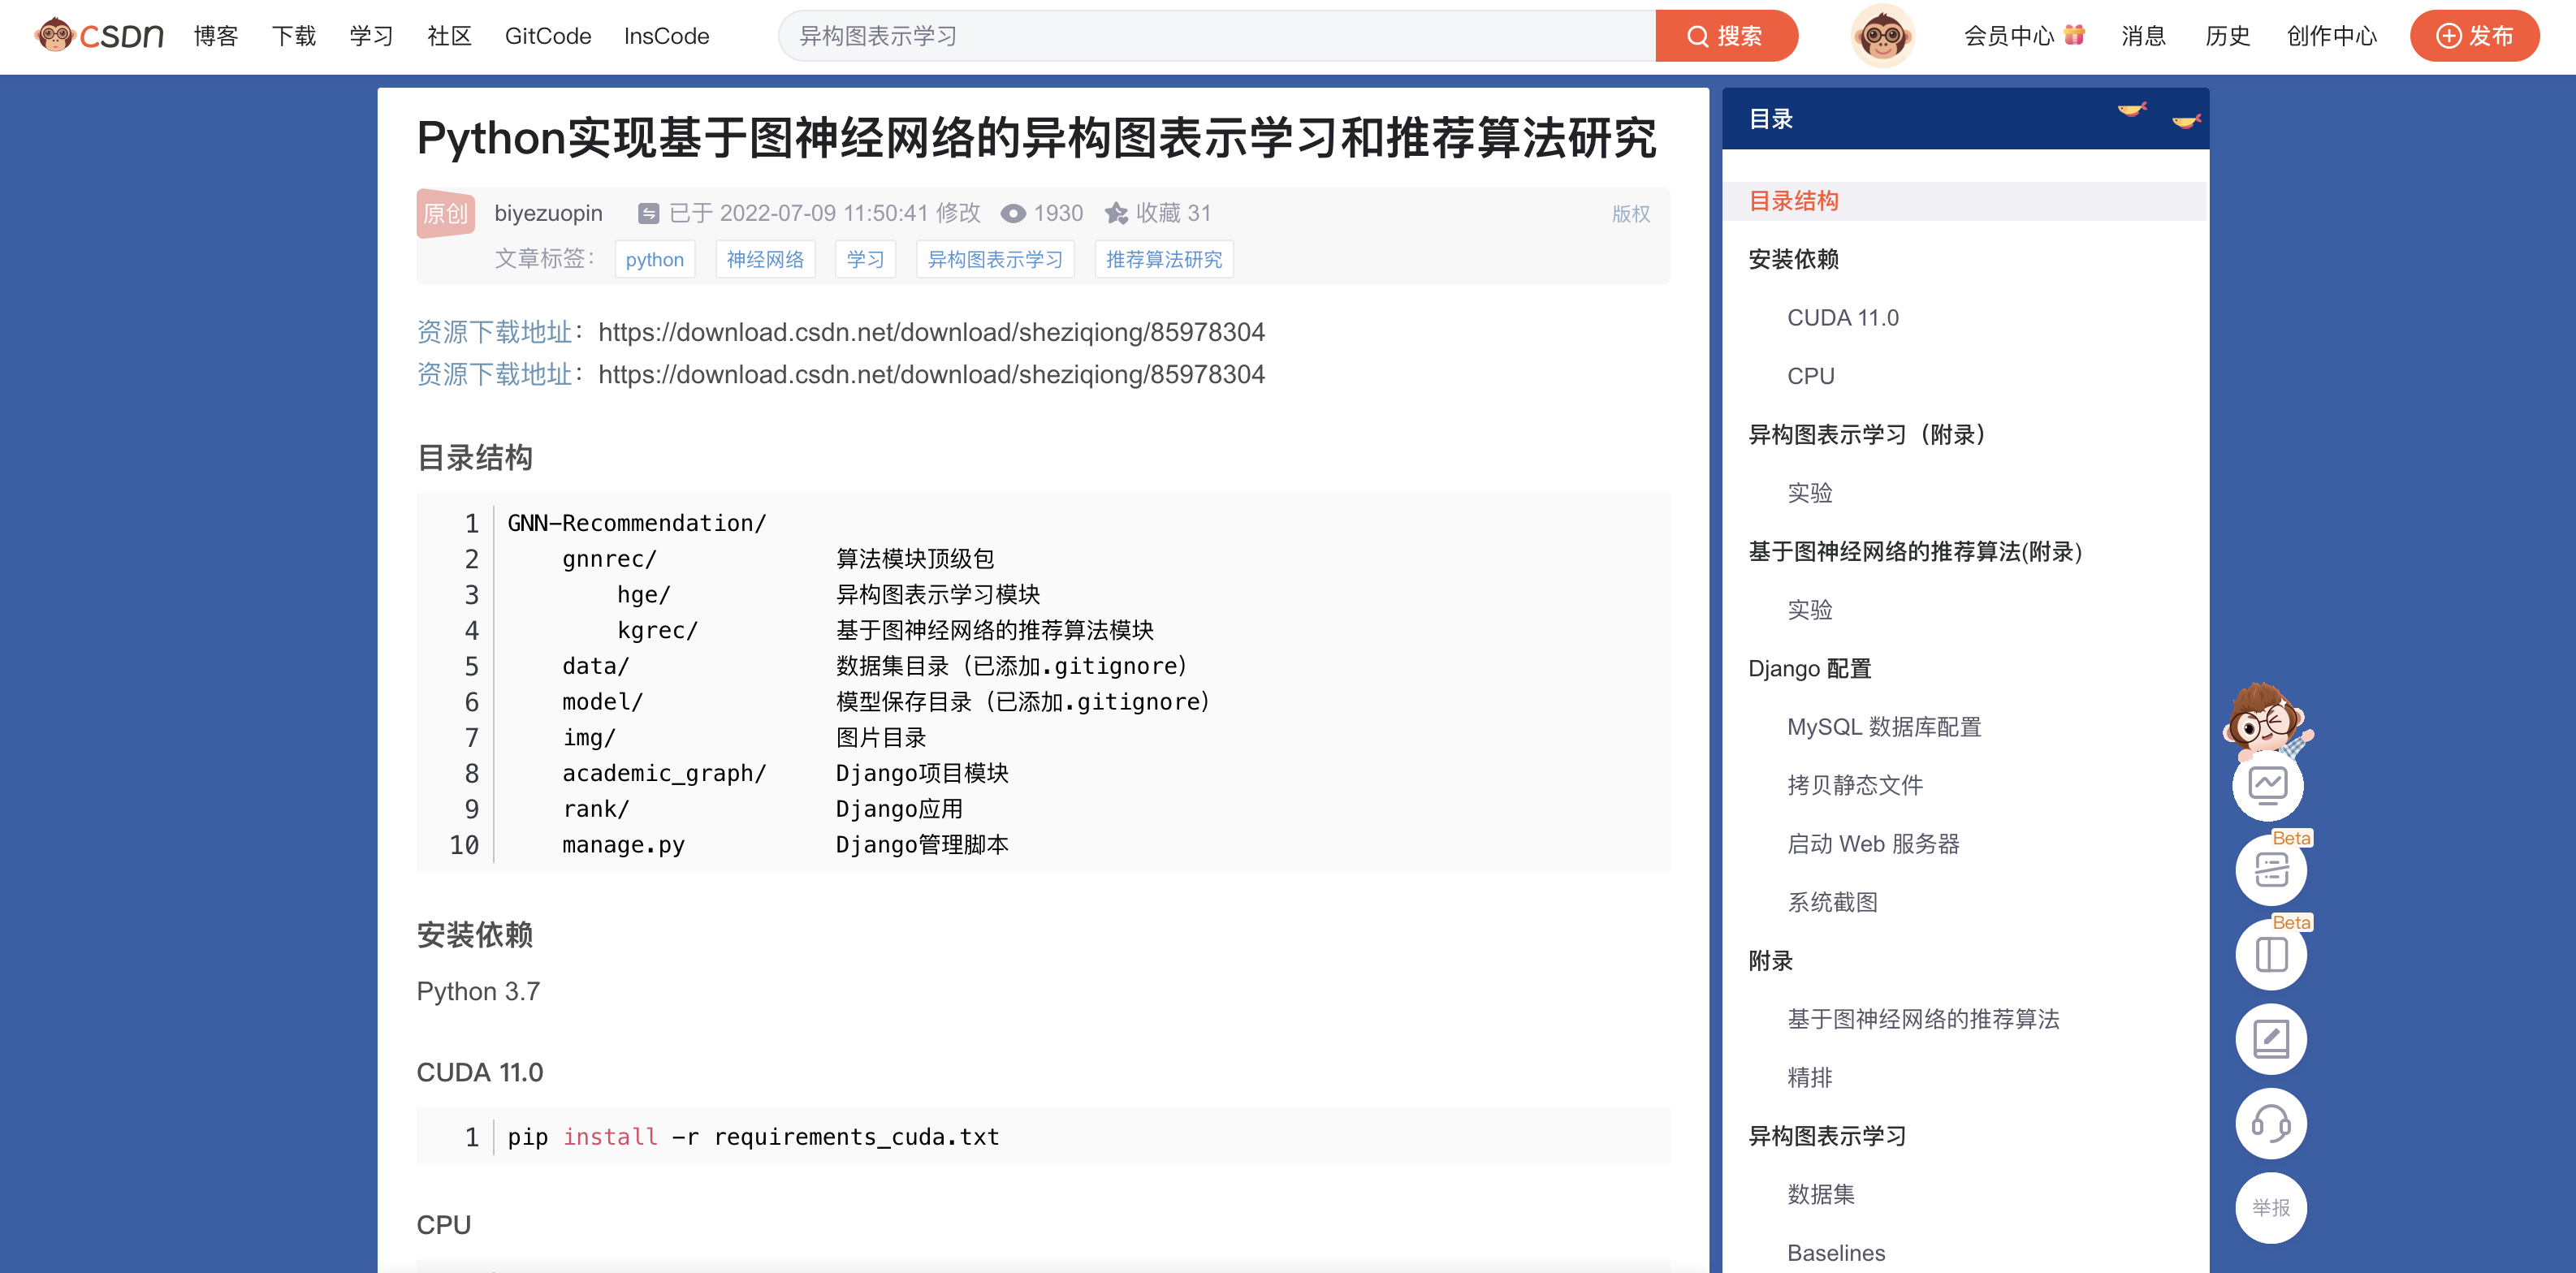 CSDN 博客 下载 学习 社区 GitCode InsCode 异构图表示学习 搜索 会员中心 消息 历史 创作中心 发布
Python实现基于图神经网络的异构图表示学习和推荐算法研究
原创 biyezuopin 已于 2022-07-09 11:50:41 修改 1930 收藏 31 版权
文章标签： python 神经网络 学习 异构图表示学习 推荐算法研究
资源下载地址：https://download.csdn.net/download/sheziqiong/85978304
资源下载地址：https://download.csdn.net/download/sheziqiong/85978304
目录结构
1 GNN-Recommendation/
2 gnnrec/ 算法模块顶级包
3 hge/ 异构图表示学习模块
4 kgrec/ 基于图神经网络的推荐算法模块
5 data/ 数据集目录（已添加.gitignore）
6 model/ 模型保存目录（已添加.gitignore）
7 img/ 图片目录
8 academic_graph/ Django项目模块
9 rank/ Django应用
10 manage.py Django管理脚本
安装依赖
Python 3.7
CUDA 11.0
1 pip install -r requirements_cuda.txt
CPU
目录
目录结构
安装依赖
CUDA 11.0
CPU
异构图表示学习（附录）
实验
基于图神经网络的推荐算法(附录)
实验
Django 配置
MySQL 数据库配置
拷贝静态文件
启动 Web 服务器
系统截图
附录
基于图神经网络的推荐算法
精排
异构图表示学习
数据集
Baselines
Beta
Beta
举报